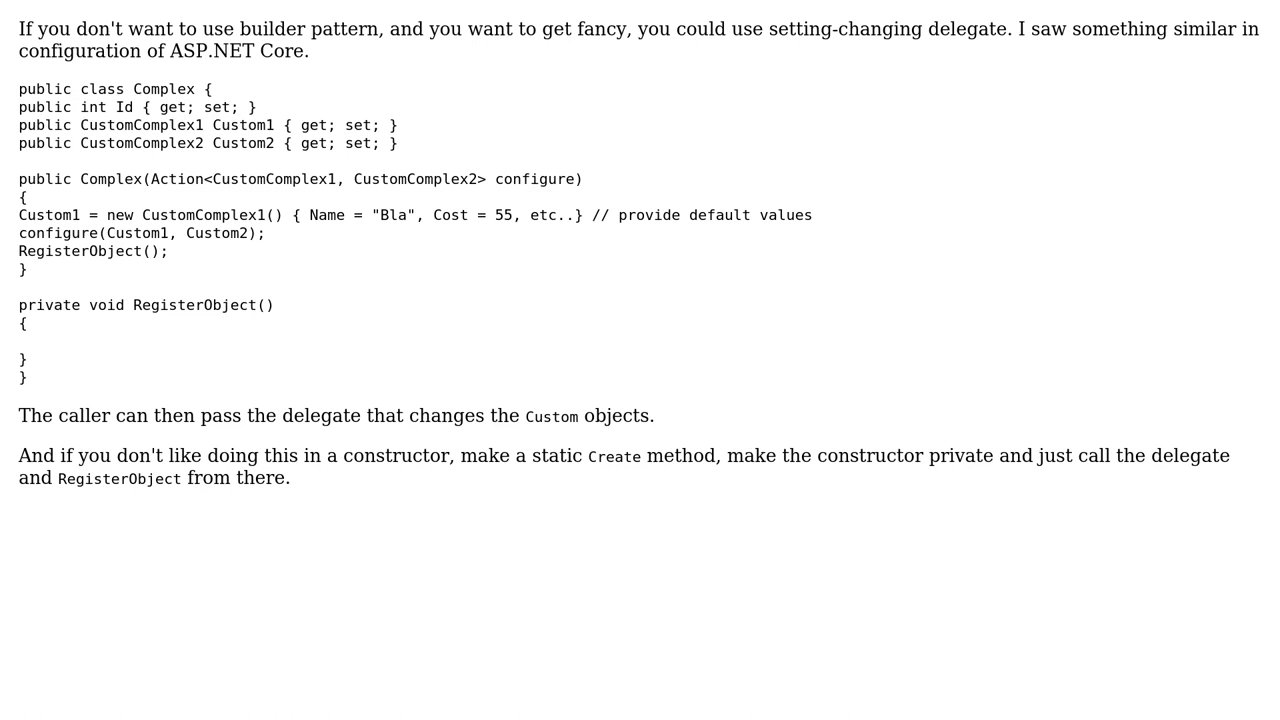 If you don't want to use builder pattern, and you want to get fancy, you could use setting-changing delegate. I saw something similar in
configuration of ASP.NET Core.
public class Complex {
public int Id { get; set; }
public CustomComplex1 Custom1 { get; set; }
public CustomComplex2 Custom2 { get; set; }
public Complex(Action<CustomComplex1, CustomComplex2> configure)
{
Custom1 = new CustomComplex1() { Name = "Bla", Cost = 55, etc..} // provide default values
configure(Custom1, Custom2);
RegisterObject();
}
private void RegisterObject()
{
}
}
The caller can then pass the delegate that changes the Custom objects.
And if you don't like doing this in a constructor, make a static Create method, make the constructor private and just call the delegate
and RegisterObject from there.